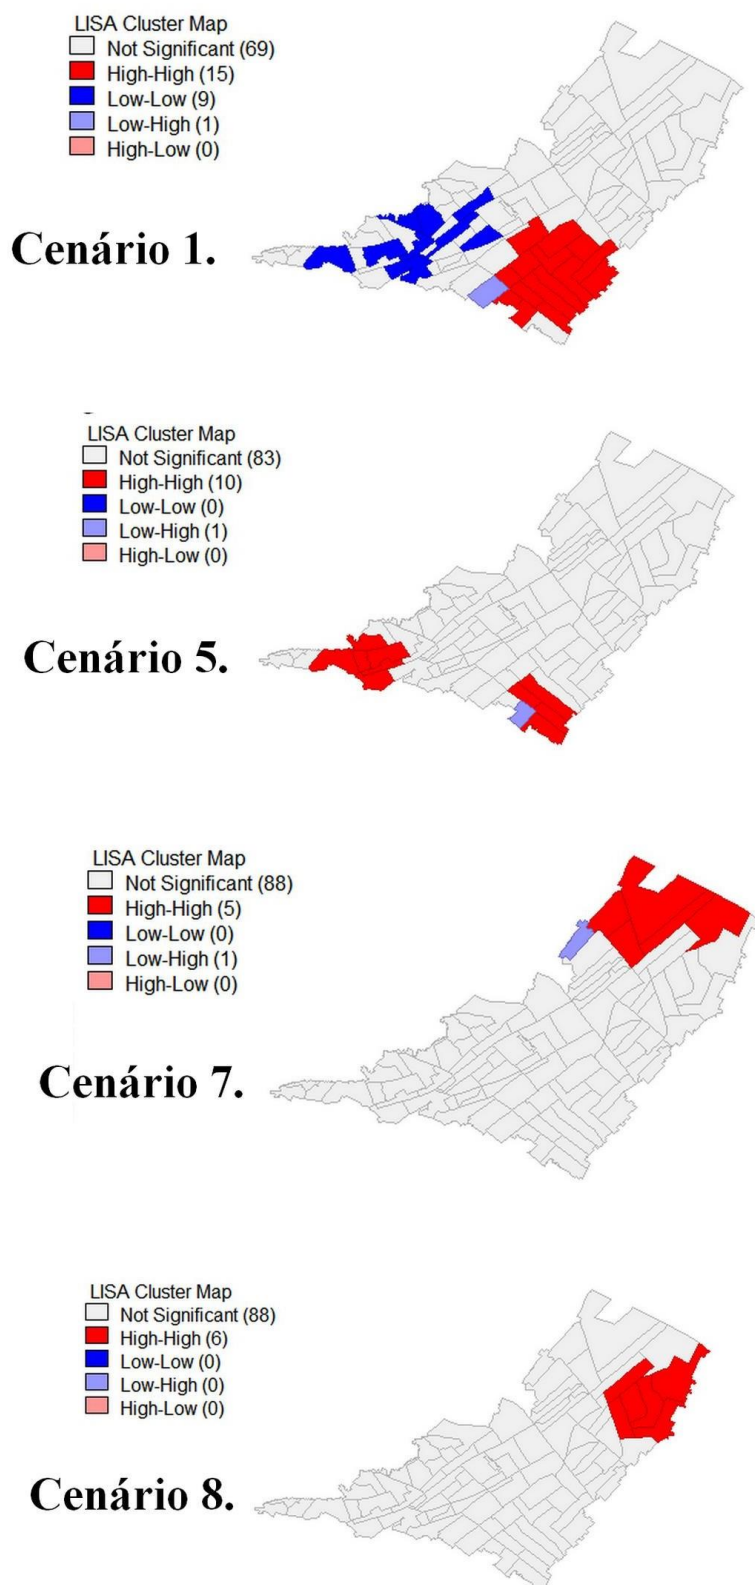 LISA Cluster Map
Not Significant (69)
High-High (15)
Low-Low (9)
Low-High (1)
High-Low (0)
Cenário 1.
LISA Cluster Map
Not Significant (83)
High-High (10)
Low-Low (0)
Low-High (1)
High-Low (0)
Cenário 5.
LISA Cluster Map
Not Significant (88)
High-High (5)
Low-Low (0)
Low-High (1)
High-Low (0)
Cenário 7.
LISA Cluster Map
Not Significant (88)
High-High (6)
Low-Low (0)
Low-High (0)
High-Low (0)
Cenário 8.